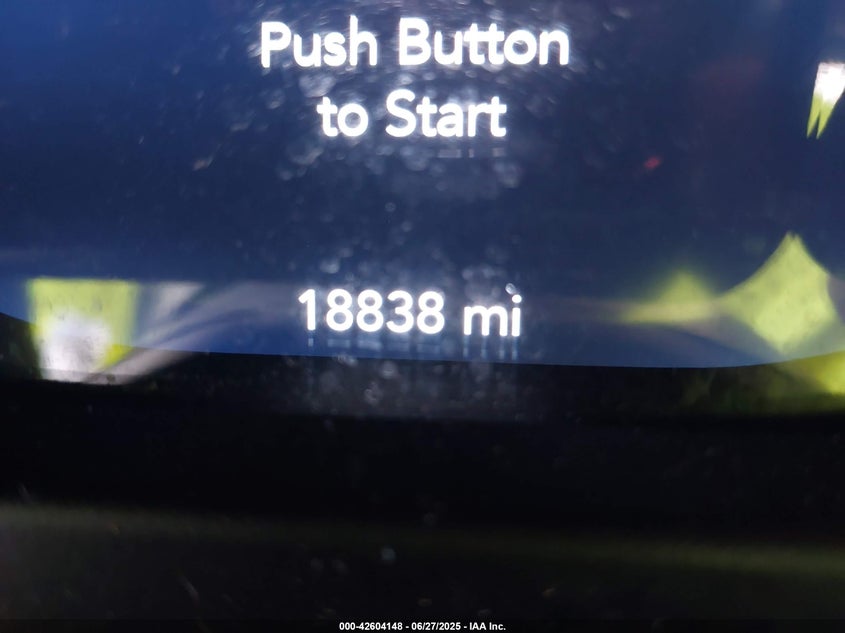 Push Button
to Start
18838 mi
000-42604148 - 06/27/2025 - IAA Inc.